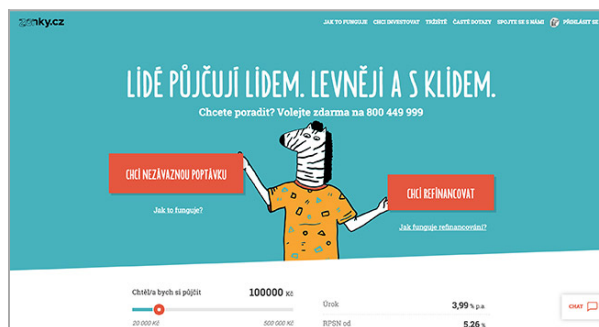 zonky.cz
JAK TO FUNGUJE CHCI INVESTOVAT TRŽIŠTĚ ČASTÉ DOTAZY SPOJTE SE S NÁMI PŘIHLÁSIT SE
LIDÉ PŮJČUJÍ LIDEM. LEVNĚJI A S KLIDEM.
Chcete poradit? Volejte zdarma na 800 449 999
CHCI NEZÁVAZNOU POPTÁVKU
CHCI REFINANCOVAT
Jak to funguje?
Jak funguje refinancování?
Chtěl/a bych si půjčit 100000 Kč
Úrok 3,99 % p.a.
CHAT
20 000 Kč 500 000 Kč
RPSN od 5,26 %